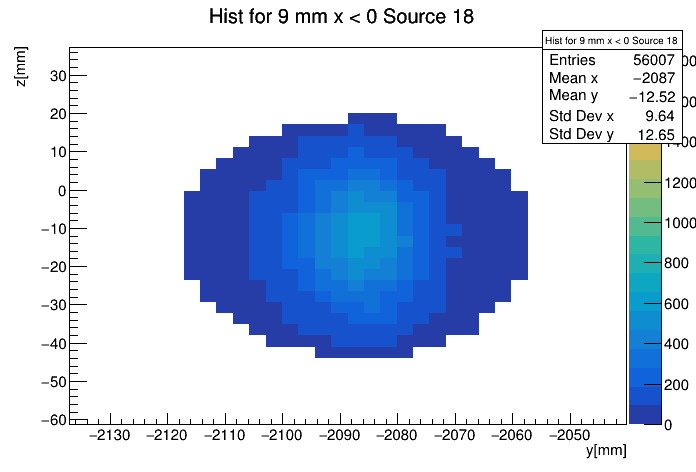 Hist for 9 mm x < 0 Source 18
z[mm]
Hist for 9 mm x < 0 Source 18
Entries 56007
Mean x −2087
Mean y −12.52
Std Dev x 9.64
Std Dev y 12.65
30
20
10
0
−10
−20
−30
−40
−50
−60
1200
1000
800
600
400
200
0
−2130 −2120 −2110 −2100 −2090 −2080 −2070 −2060 −2050
y[mm]